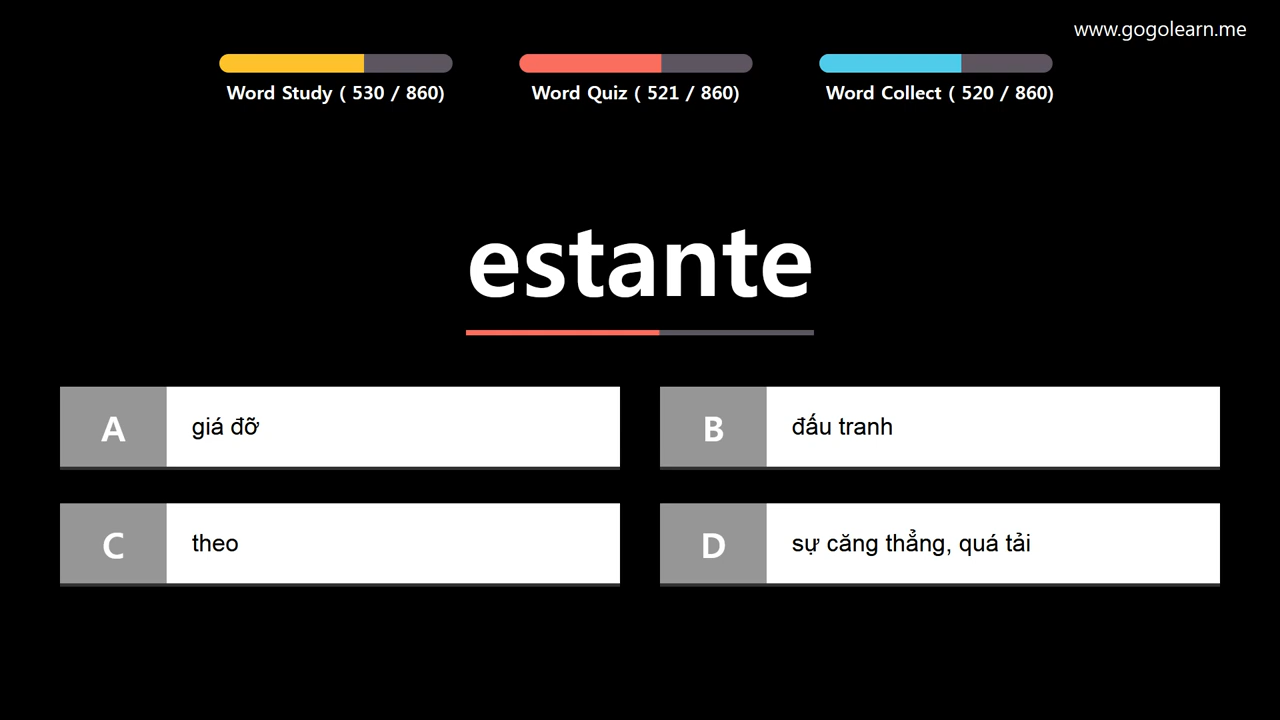 www.gogolearn.me
Word Study ( 530 / 860)
Word Quiz ( 521 / 860)
Word Collect ( 520 / 860)
estante
A
giá đỡ
B
đấu tranh
C
theo
D
sự căng thẳng, quá tải